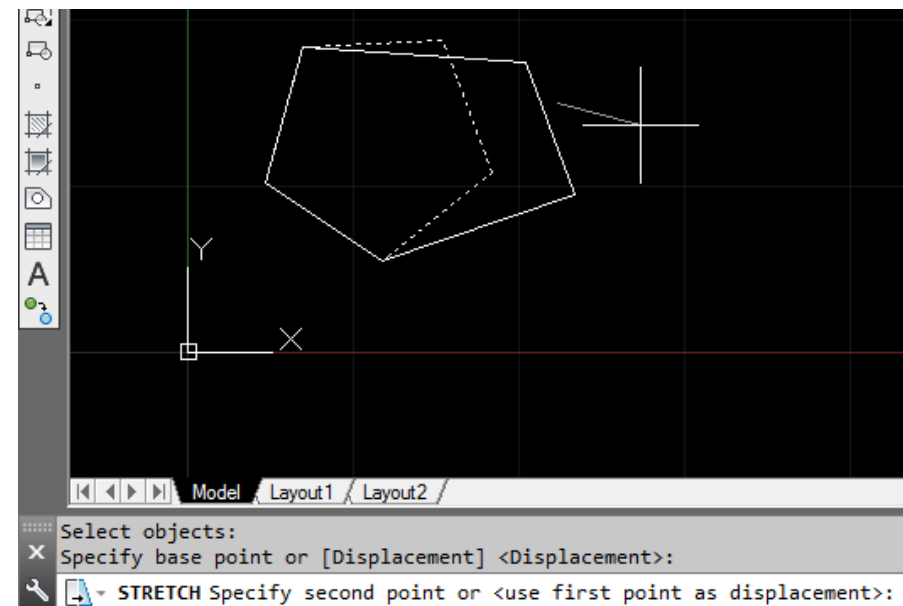 A
Y
X
Model Layout1 Layout2
Select objects:
Specify base point or [Displacement] <Displacement>:
STRETCH Specify second point or <use first point as displacement>: